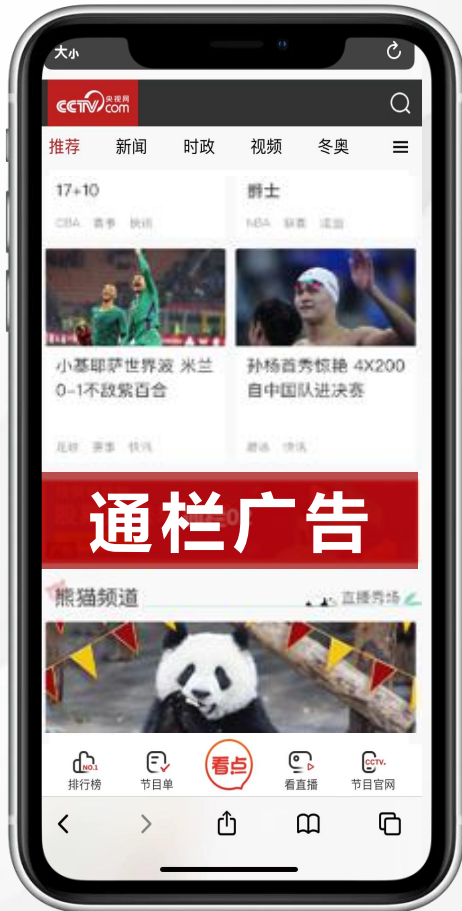 大小
CCTV 央视网
com
推荐 新闻 时政 视频 冬奥
17+10
爵士
CBA 赛事 快讯
NBA 联赛
小基耶萨世界波 米兰
0-1不敌紫百合
孙杨首秀惊艳 4X200
自中国队进决赛
足球 赛事 快讯
游泳 快讯
通栏广告
熊猫频道
直播秀场
NO.1
CCTV.
排行榜 节目单 看点 看直播 节目官网